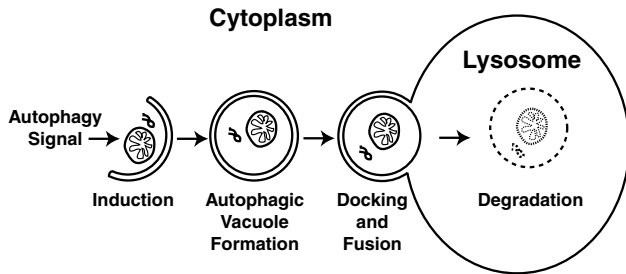 Cytoplasm
Lysosome
Autophagy
Signal
Induction
Autophagic
Vacuole
Formation
Docking
and
Fusion
Degradation